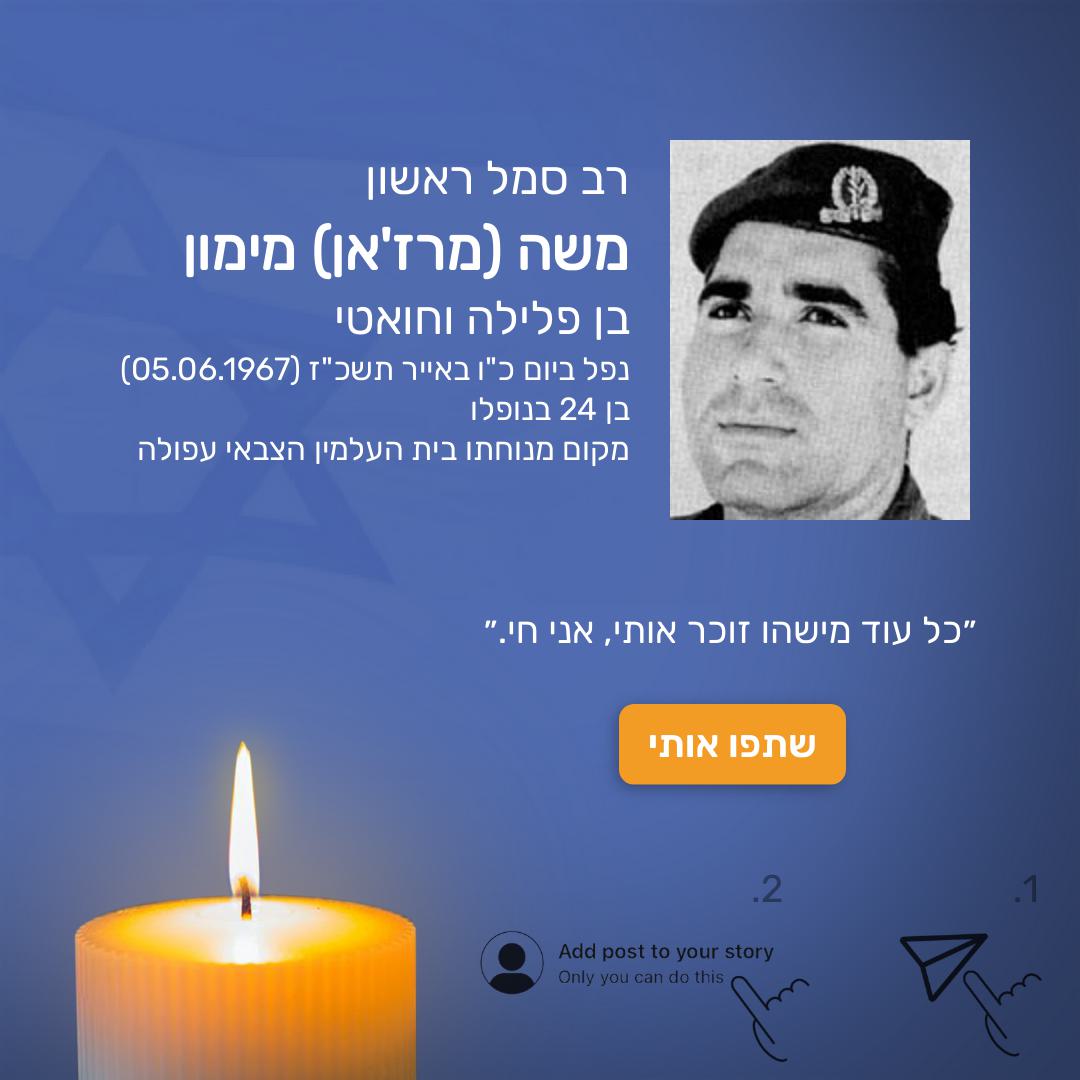 רב סמל ראשון
משה (מרז'אן) מימון
בן פלילה וחואטי
נפל ביום כ"ו באייר תשכ"ז (05.06.1967)
בן 24 בנופלו
מקום מנוחתו בית העלמין הצבאי עפולה
״כל עוד מישהו זוכר אותי, אני חי.״
שתפו אותי
1.
2.
Add post to your story
Only you can do this